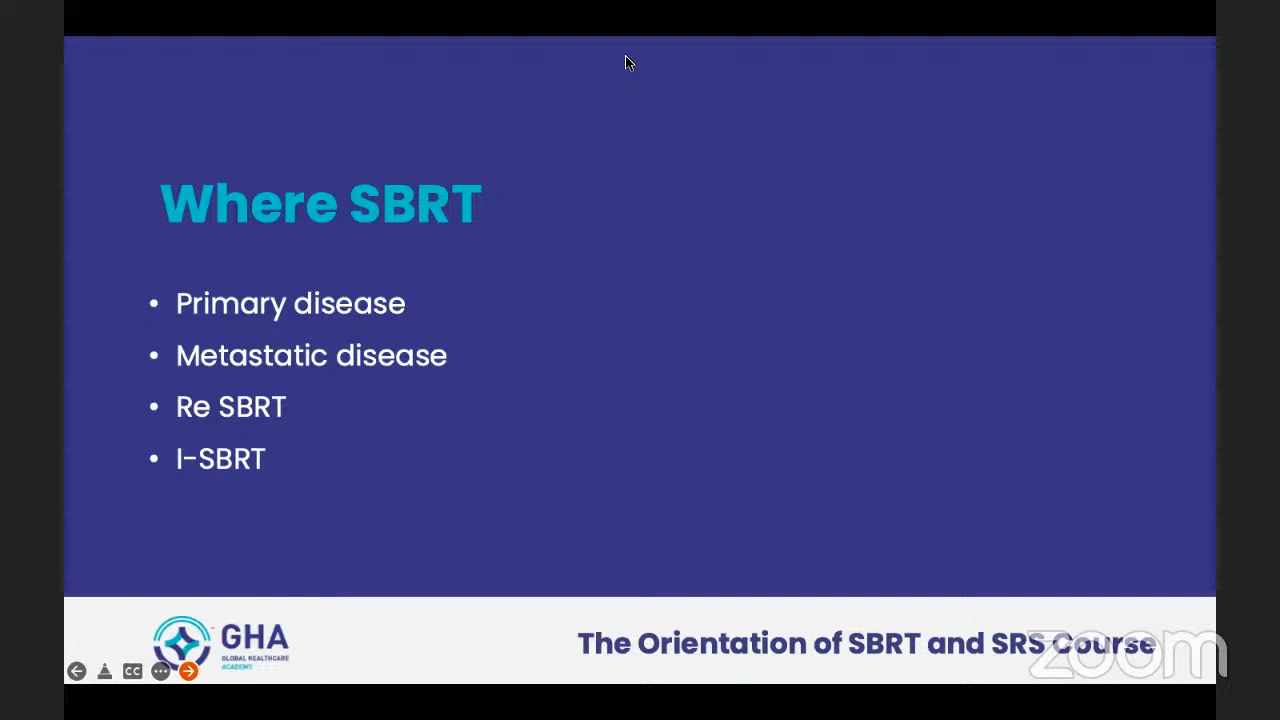 Where SBRT
• Primary disease
• Metastatic disease
• Re SBRT
• I-SBRT
GHA
GLOBAL HEALTHCARE
ACADEMY
The Orientation of SBRT and SRS Course
zoom
CC